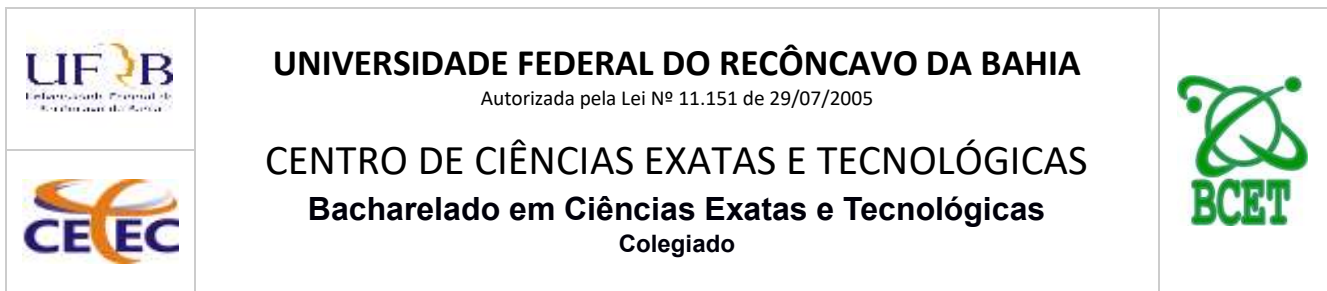 UFRB
UNIVERSIDADE FEDERAL DO RECÔNCAVO DA BAHIA
Autorizada pela Lei Nº 11.151 de 29/07/2005
CENTRO DE CIÊNCIAS EXATAS E TECNOLÓGICAS
Bacharelado em Ciências Exatas e Tecnológicas
Colegiado
CETEC
BCET